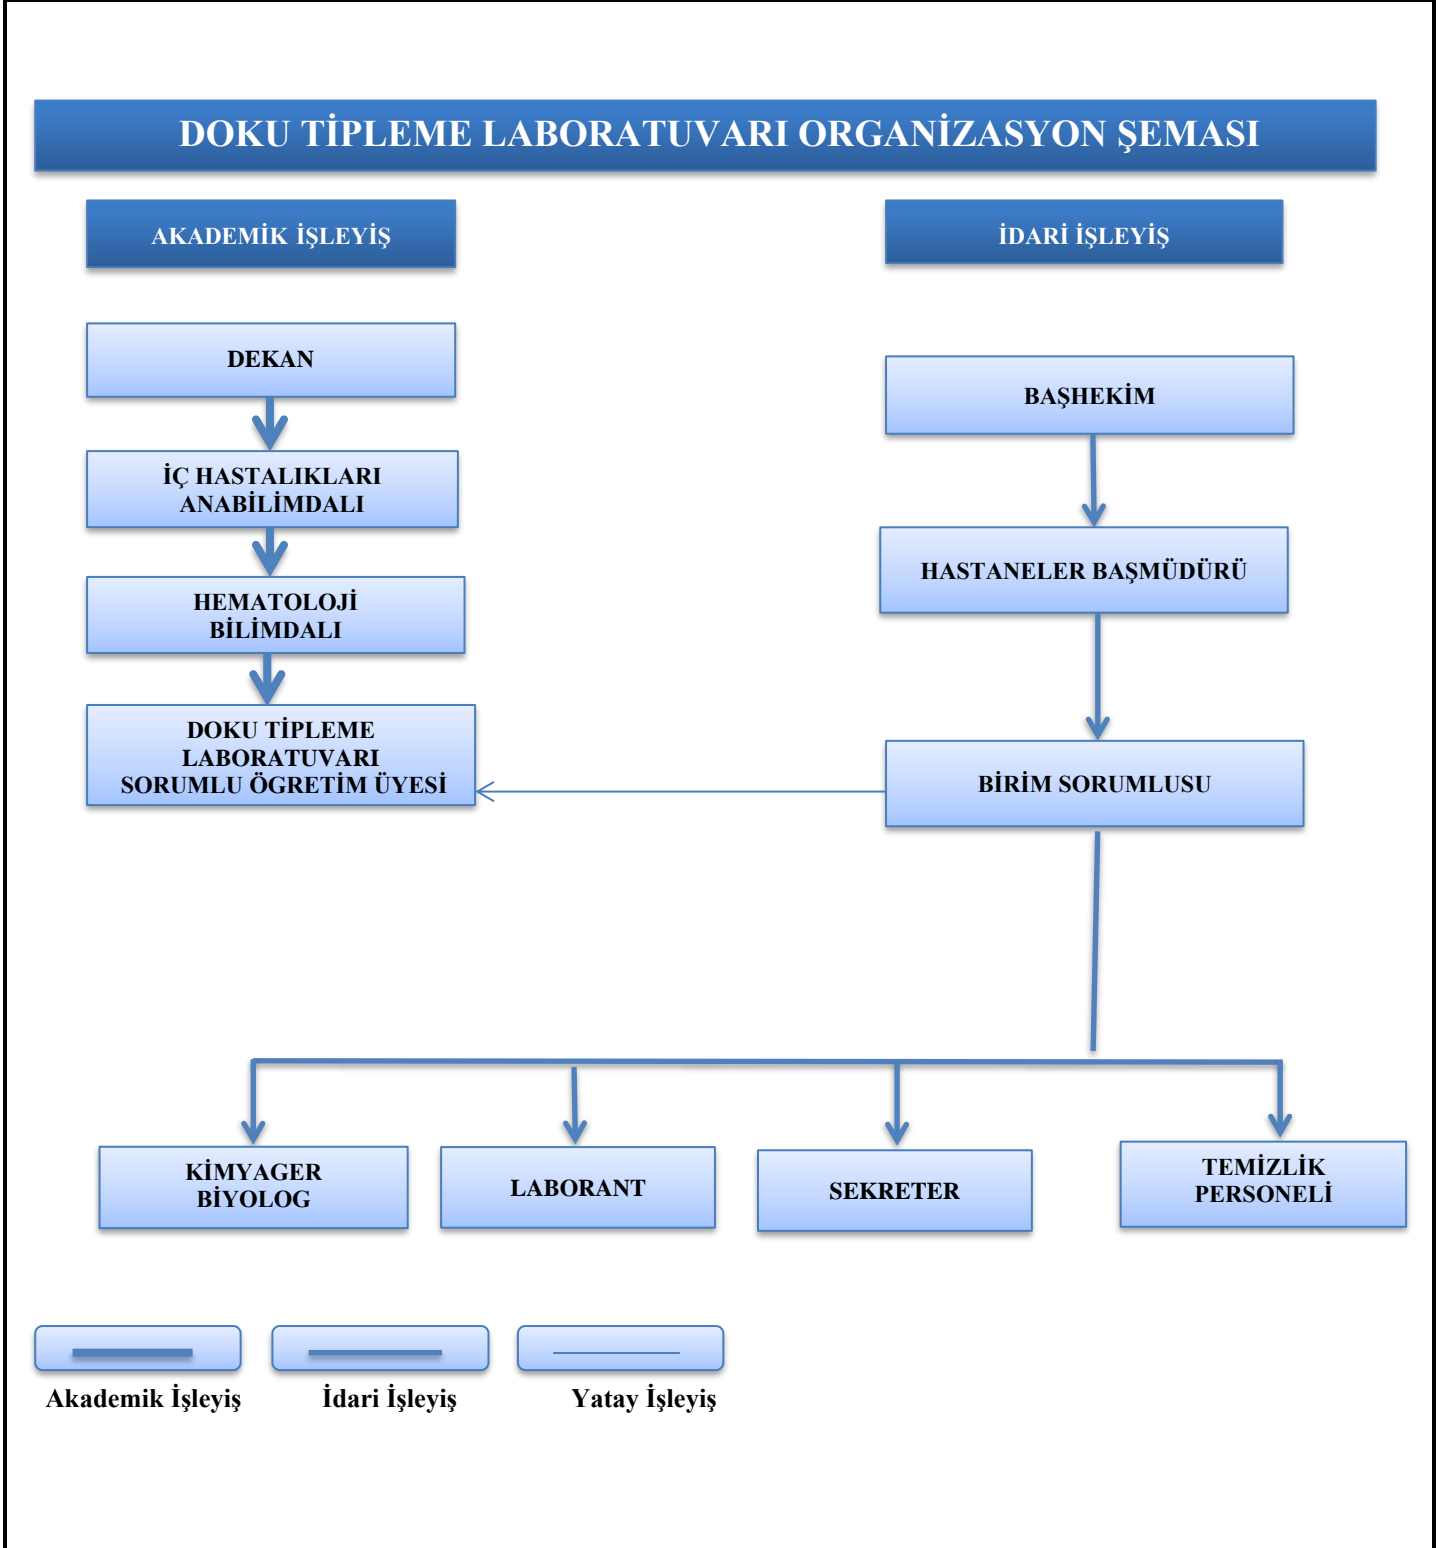 DOKU TİPLEME LABORATUVARI ORGANİZASYON ŞEMASI
AKADEMİK İŞLEYİŞ
İDARİ İŞLEYİŞ
DEKAN
BAŞHEKİM
İÇ HASTALIKLARI
ANABİLİMDALI
HASTANELER BAŞMÜDÜRÜ
HEMATOLOJİ
BİLİMDALI
DOKU TİPLEME
LABORATUVARI
SORUMLU ÖGRETİM ÜYESİ
BİRİM SORUMLUSU
KİMYAGER
BİYOLOG
LABORANT
SEKRETER
TEMİZLİK
PERSONELİ
Akademik İşleyiş
İdari İşleyiş
Yatay İşleyiş